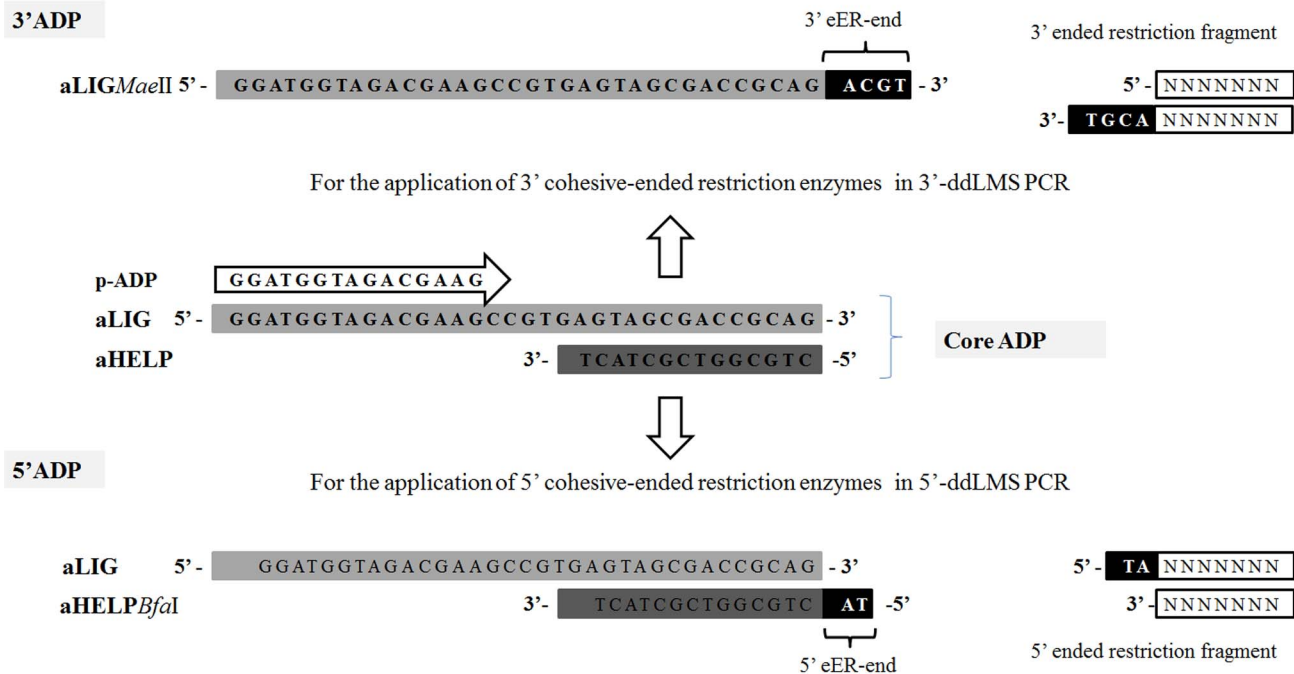 3'ADP
3' eER-end
3' ended restriction fragment
aLIGMaeII 5'- GGATGGTAGACGAAGCCGTGAGTAGCGACCGCAG ACGT - 3'
5'- NNNNNNN
3'- TGCA NNNNNNN
For the application of 3' cohesive-ended restriction enzymes in 3'-ddLMS PCR
p-ADP GGATGGTAGACGAAG
aLIG 5'- GGATGGTAGACGAAGCCGTGAGTAGCGACCGCAG - 3'
aHELP 3'- TCATCGCTGGCGTC -5'
Core ADP
5'ADP
For the application of 5' cohesive-ended restriction enzymes in 5'-ddLMS PCR
aLIG 5'- GGATGGTAGACGAAGCCGTGAGTAGCGACCGCAG - 3'
5'- TA NNNNNNN
aHELPBfaI 3'- TCATCGCTGGCGTC AT -5'
3'- NNNNNNN
5' eER-end
5' ended restriction fragment